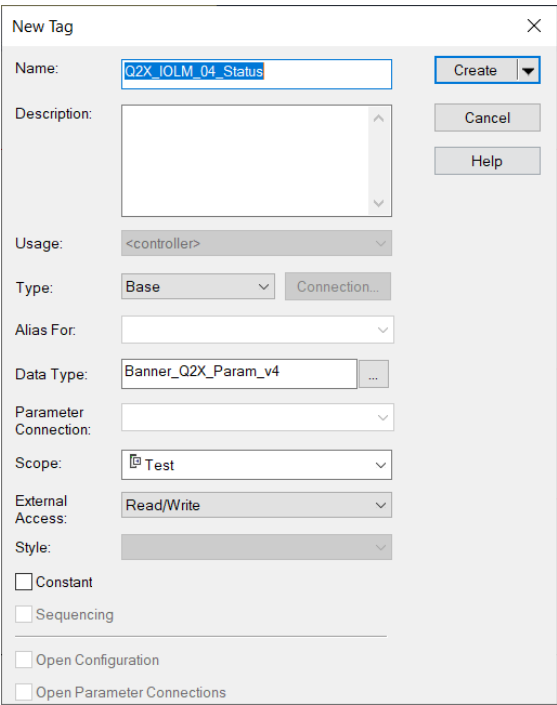 New Tag
Name:
Q2X_IOLM_04_Status
Create
Description:
Cancel
Help
Usage:
<controller>
Type:
Base
Connection...
Alias For:
Data Type:
Banner_Q2X_Param_v4
...
Parameter
Connection:
Scope:
Test
External
Access:
Read/Write
Style:
Constant
Sequencing
Open Configuration
Open Parameter Connections